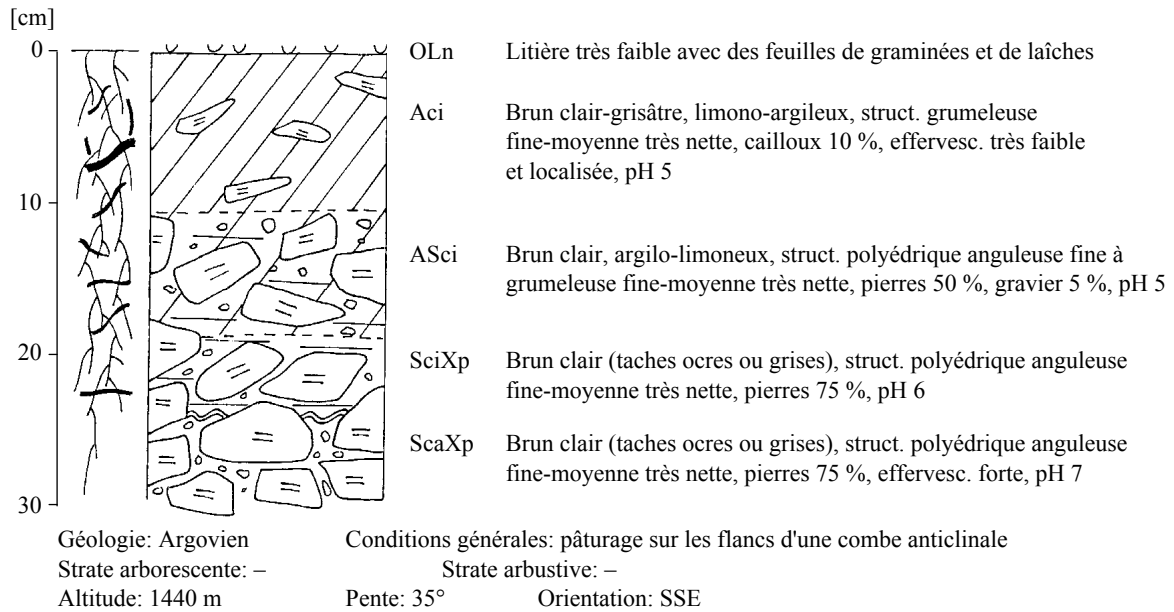 [cm]
0
OLn Litière très faible avec des feuilles de graminées et de laîches
Aci Brun clair-grisâtre, limono-argileux, struct. grumeleuse
fine-moyenne très nette, cailloux 10 %, effervesc. très faible
et localisée, pH 5
10
ASci Brun clair, argilo-limoneux, struct. polyédrique anguleuse fine à
grumeleuse fine-moyenne très nette, pierres 50 %, gravier 5 %, pH 5
20
SciXp Brun clair (taches ocres ou grises), struct. polyédrique anguleuse
fine-moyenne très nette, pierres 75 %, pH 6
ScaXp Brun clair (taches ocres ou grises), struct. polyédrique anguleuse
fine-moyenne très nette, pierres 75 %, effervesc. forte, pH 7
30
Géologie: Argovien Conditions générales: pâturage sur les flancs d'une combe anticlinale
Strate arborescente: – Strate arbustive: –
Altitude: 1440 m Pente: 35° Orientation: SSE